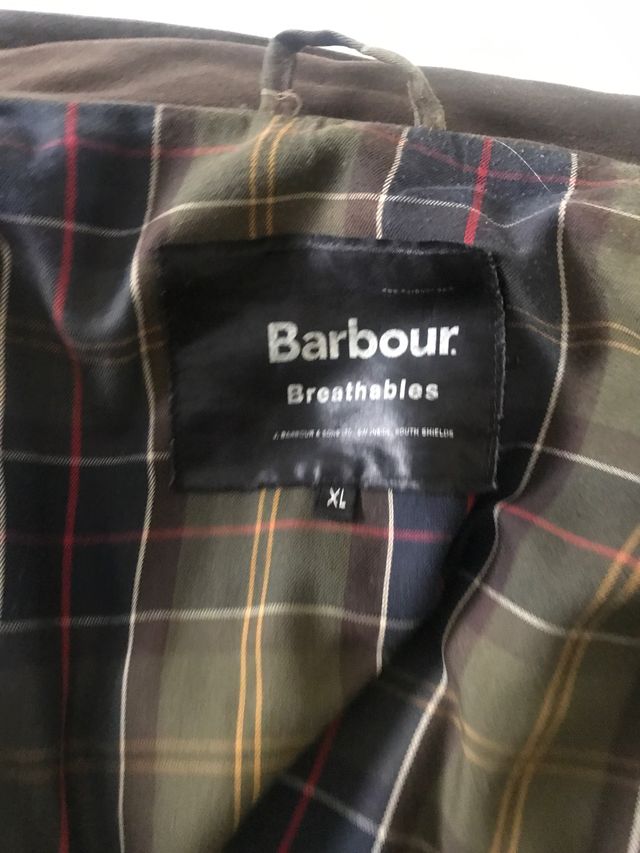 Barbour.
Breathables
J. BARBOUR & SONS LTD. SIMONSIDE, SOUTH SHIELDS
XL